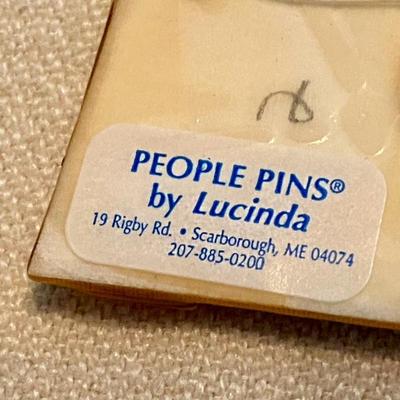 PEOPLE PINS®
by Lucinda
19 Rigby Rd. • Scarborough, ME 04074
207-885-0200